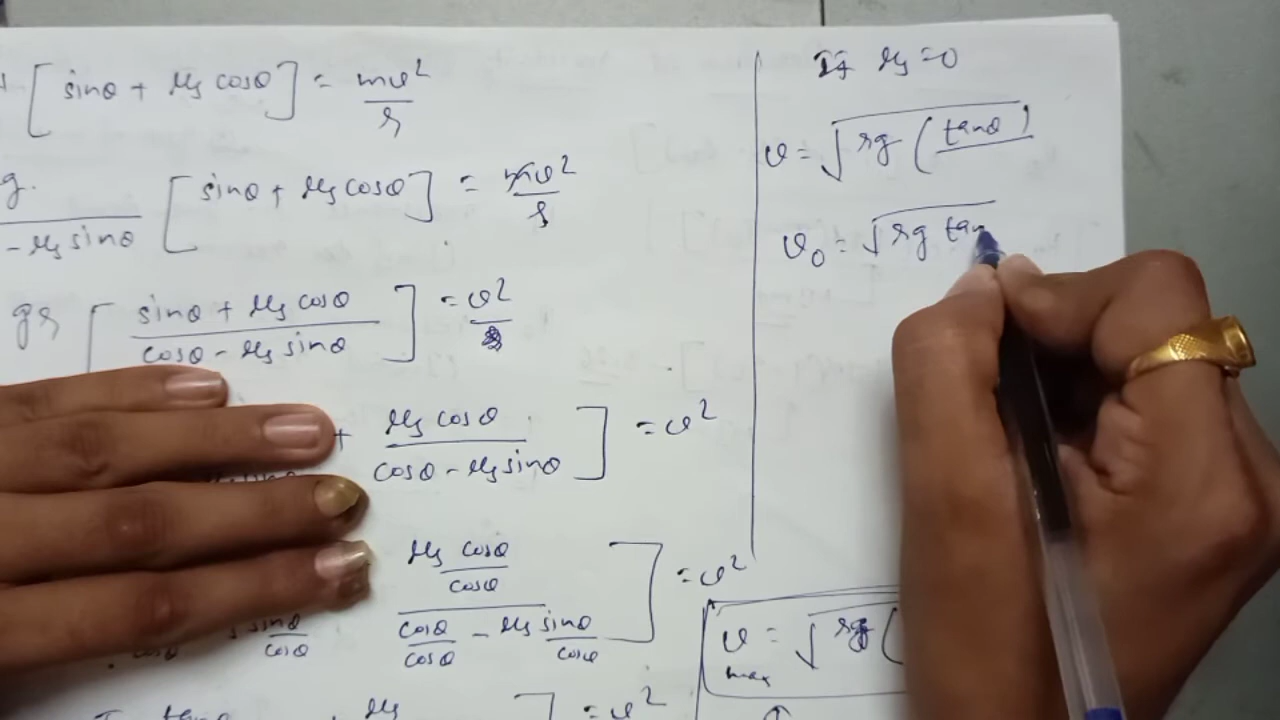 [ sinθ + μs cosθ ] = mv²/r
g. / - μs sinθ [ sinθ + μs cosθ ] = mv²/r
gr [ sinθ + μs cosθ / cosθ - μs sinθ ] = v²
+ μs cosθ / cosθ - μs sinθ ] = v²
μs cosθ/cosθ / cosθ/cosθ - μs sinθ/cosθ ] = v²
sinθ/cosθ
tanθ μs ] = v²
If μs = 0
v = √rg ( tanθ )
v₀ = √rg tan
vmax = √rg (